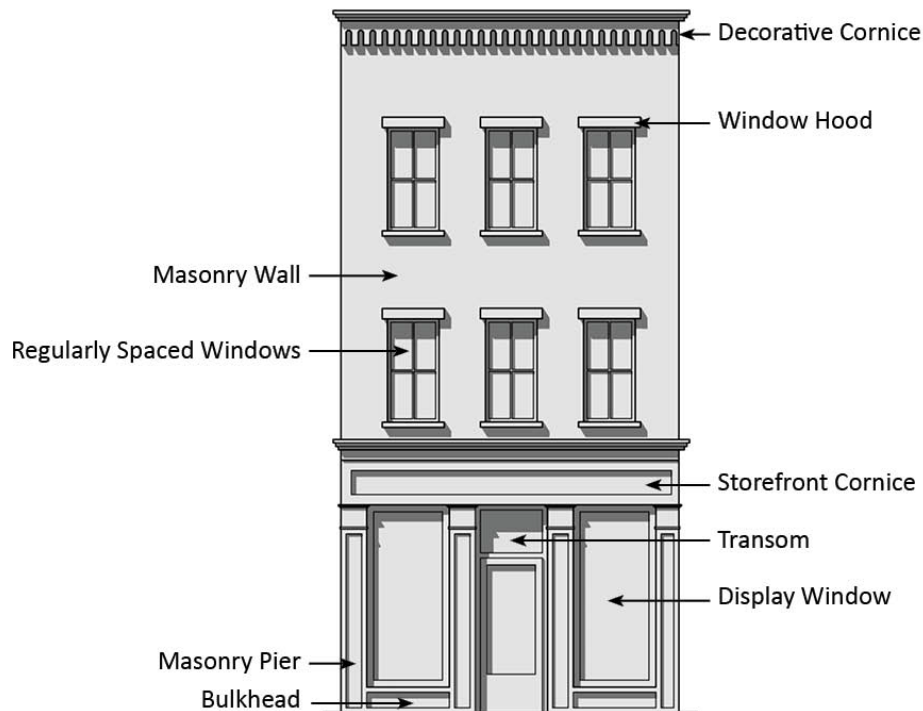 Decorative Cornice
Window Hood
Masonry Wall
Regularly Spaced Windows
Storefront Cornice
Transom
Display Window
Masonry Pier
Bulkhead